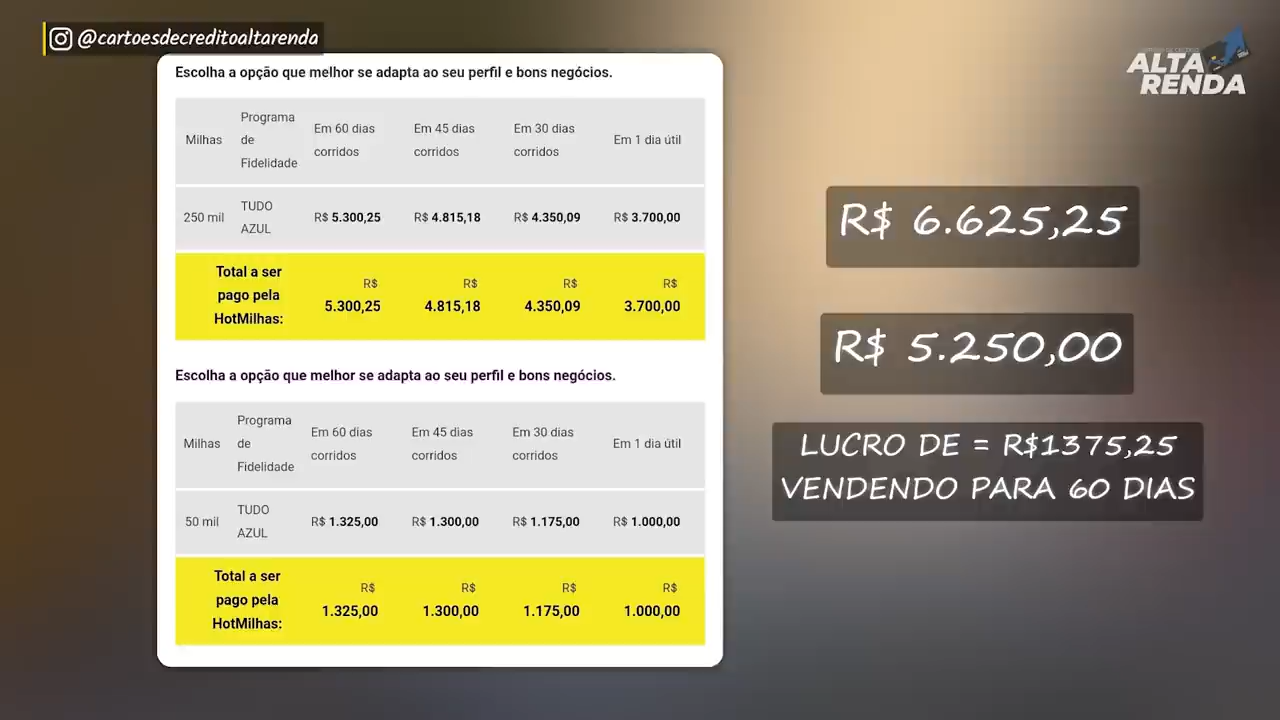 @cartoesdecreditoaltarenda
ALTA
RENDA
Escolha a opção que melhor se adapta ao seu perfil e bons negócios.
Milhas
Programa
de
Fidelidade
Em 60 dias
corridos
Em 45 dias
corridos
Em 30 dias
corridos
Em 1 dia útil
250 mil
TUDO
AZUL
R$ 5.300,25
R$ 4.815,18
R$ 4.350,09
R$ 3.700,00
Total a ser
pago pela
HotMilhas:
R$
5.300,25
R$
4.815,18
R$
4.350,09
R$
3.700,00
Escolha a opção que melhor se adapta ao seu perfil e bons negócios.
Milhas
Programa
de
Fidelidade
Em 60 dias
corridos
Em 45 dias
corridos
Em 30 dias
corridos
Em 1 dia útil
50 mil
TUDO
AZUL
R$ 1.325,00
R$ 1.300,00
R$ 1.175,00
R$ 1.000,00
Total a ser
pago pela
HotMilhas:
R$
1.325,00
R$
1.300,00
R$
1.175,00
R$
1.000,00
R$ 6.625,25
R$ 5.250,00
LUCRO DE = R$1375,25
VENDENDO PARA 60 DIAS